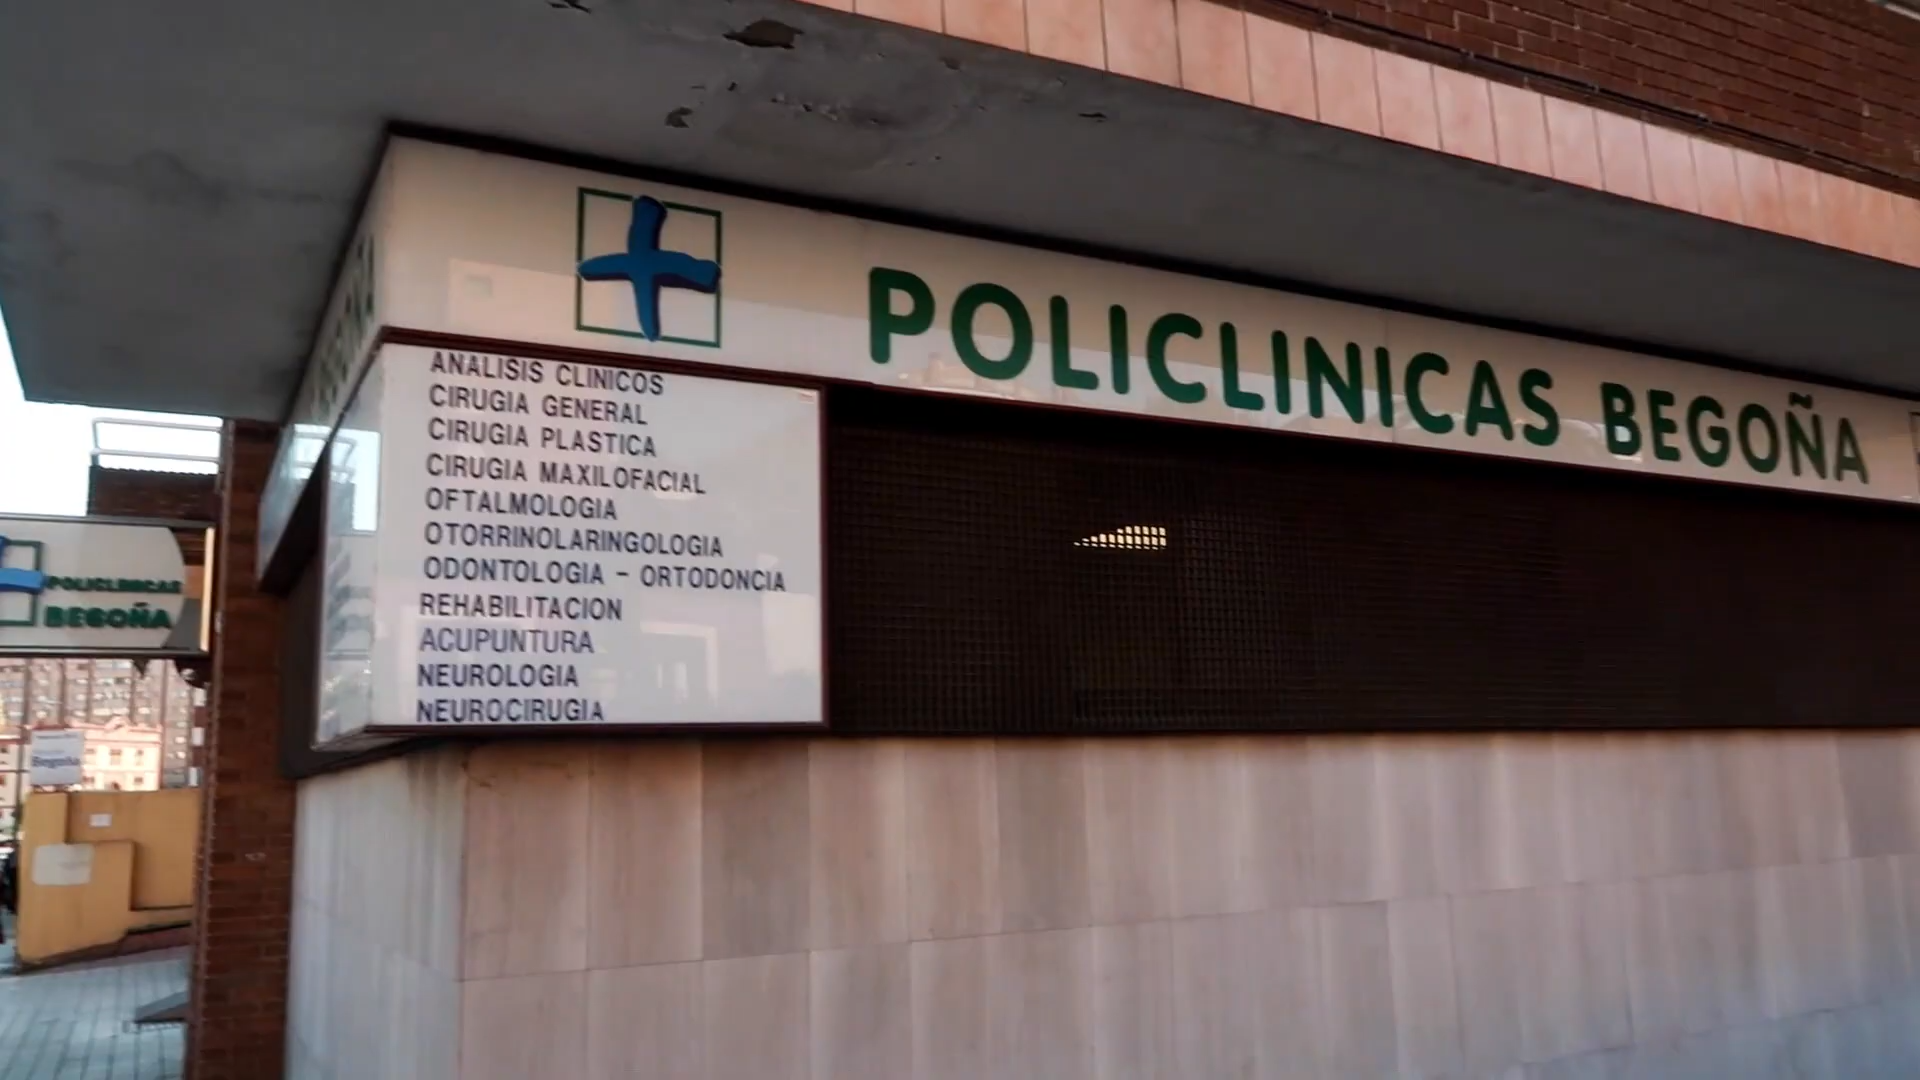 POLICLINICAS BEGOÑA
ANALISIS CLINICOS
CIRUGIA GENERAL
CIRUGIA PLASTICA
CIRUGIA MAXILOFACIAL
OFTALMOLOGIA
OTORRINOLARINGOLOGIA
ODONTOLOGIA - ORTODONCIA
REHABILITACION
ACUPUNTURA
NEUROLOGIA
NEUROCIRUGIA
POLICLINICAS
BEGOÑA
Begoña